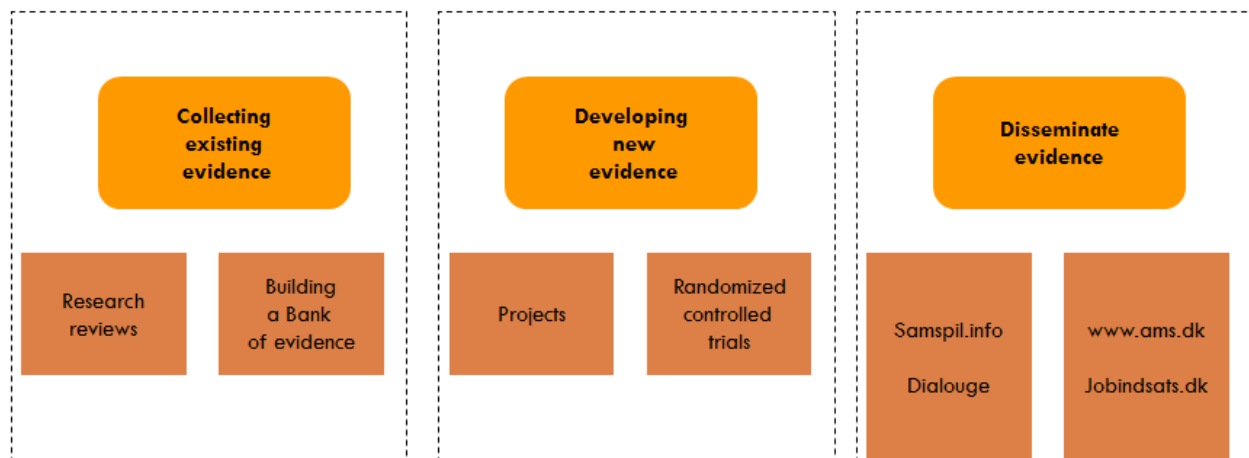 Collecting
existing
evidence
Research
reviews
Building
a Bank
of evidence
Developing
new
evidence
Projects
Randomized
controlled
trials
Disseminate
evidence
Samspil.info
Dialouge
www.ams.dk
Jobindsats.dk